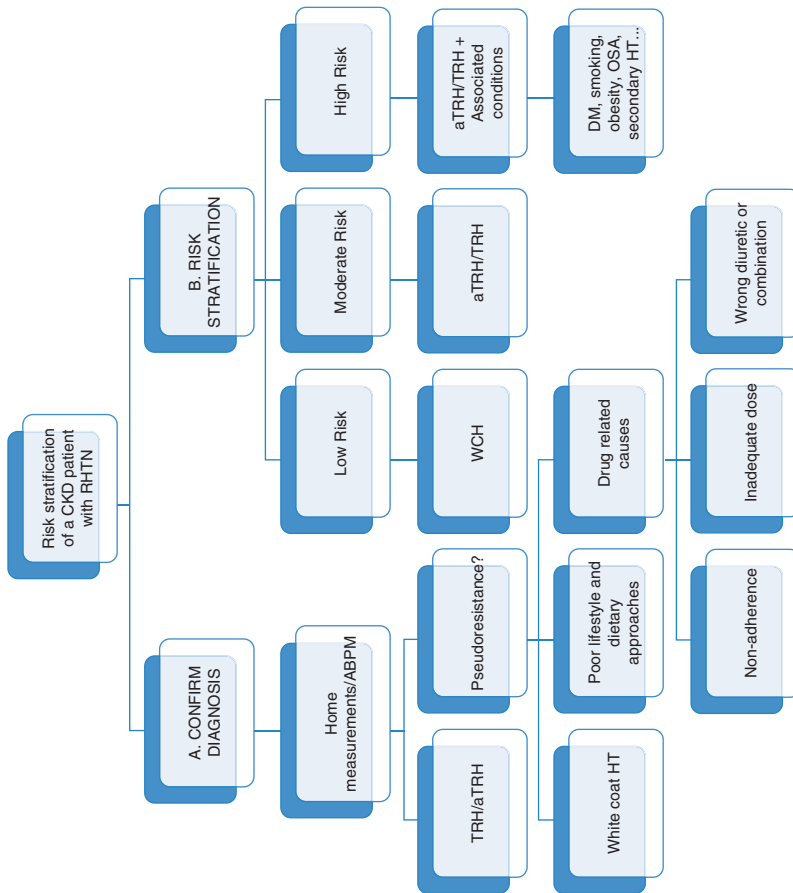 Risk stratification
of a CKD patient
with RHTN
A. CONFIRM
DIAGNOSIS
B. RISK
STRATIFICATION
Home
measurements/ABPM
Low Risk
Moderate Risk
High Risk
TRH/aTRH
Pseudoresistance?
WCH
aTRH/TRH
aTRH/TRH +
Associated
conditions
White coat HT
Poor lifestyle and
dietary
approaches
Drug related
causes
DM, smoking,
obesity, OSA,
secondary HT...
Non-adherence
Inadequate dose
Wrong diuretic or
combination